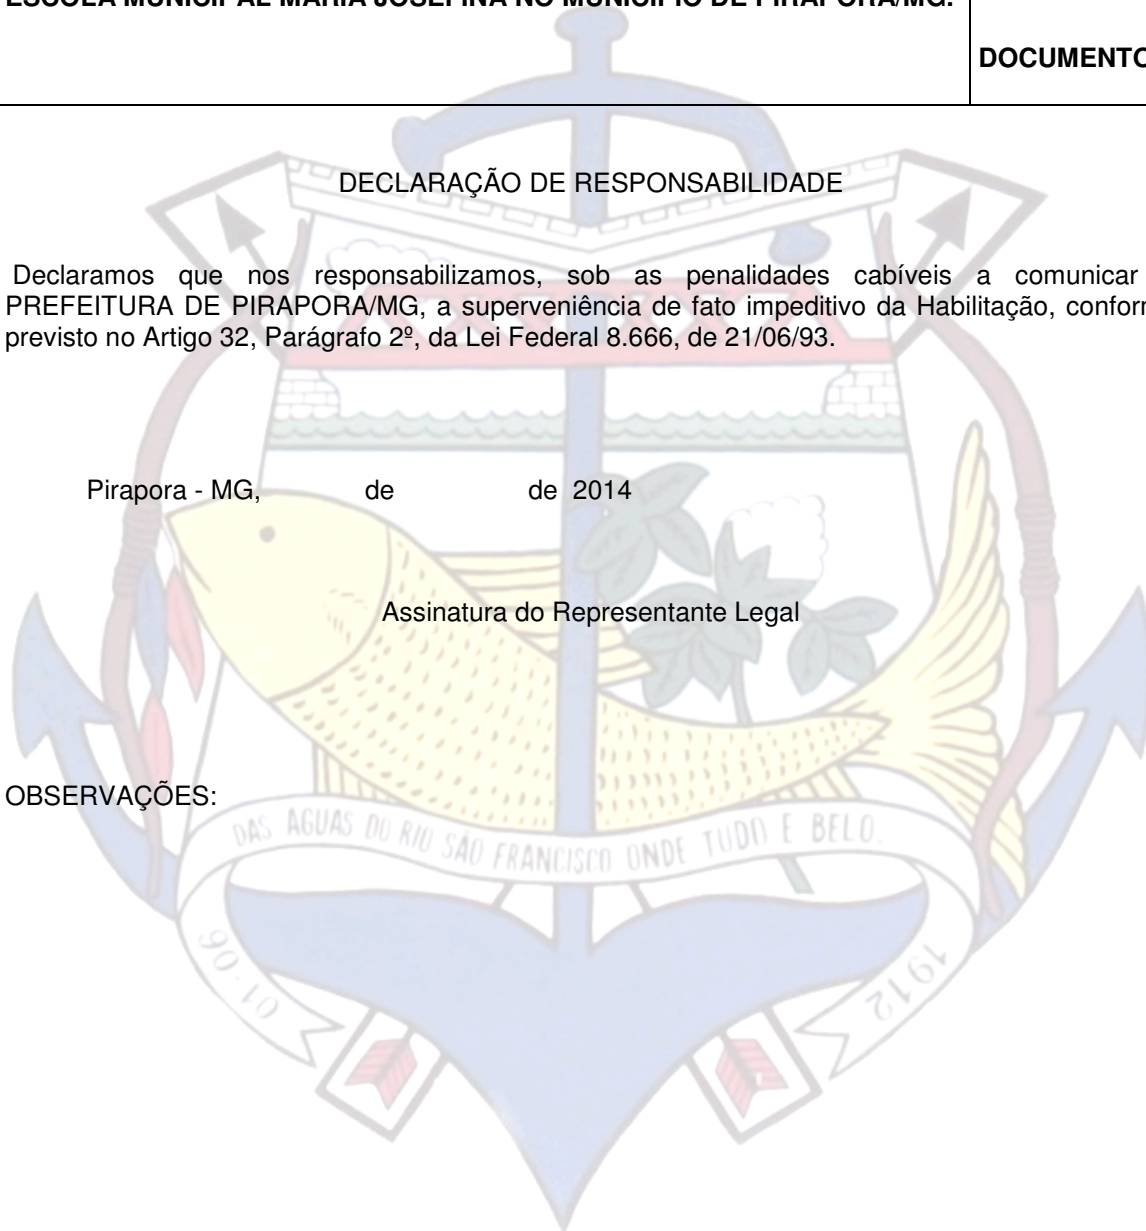 ESCOLA MUNICIPAL MARIA JOSEFINA NO MUNICÍPIO DE PIRAPORA/MG.
DOCUMENTO
DECLARAÇÃO DE RESPONSABILIDADE
Declaramos que nos responsabilizamos, sob as penalidades cabíveis a comunicar
PREFEITURA DE PIRAPORA/MG, a superveniência de fato impeditivo da Habilitação, confor
previsto no Artigo 32, Parágrafo 2º, da Lei Federal 8.666, de 21/06/93.
Pirapora - MG, de de 2014
Assinatura do Representante Legal
OBSERVAÇÕES:
DAS AGUAS DO RIO SÃO FRANCISCO ONDE TUDO E BELO.
01-06
1912